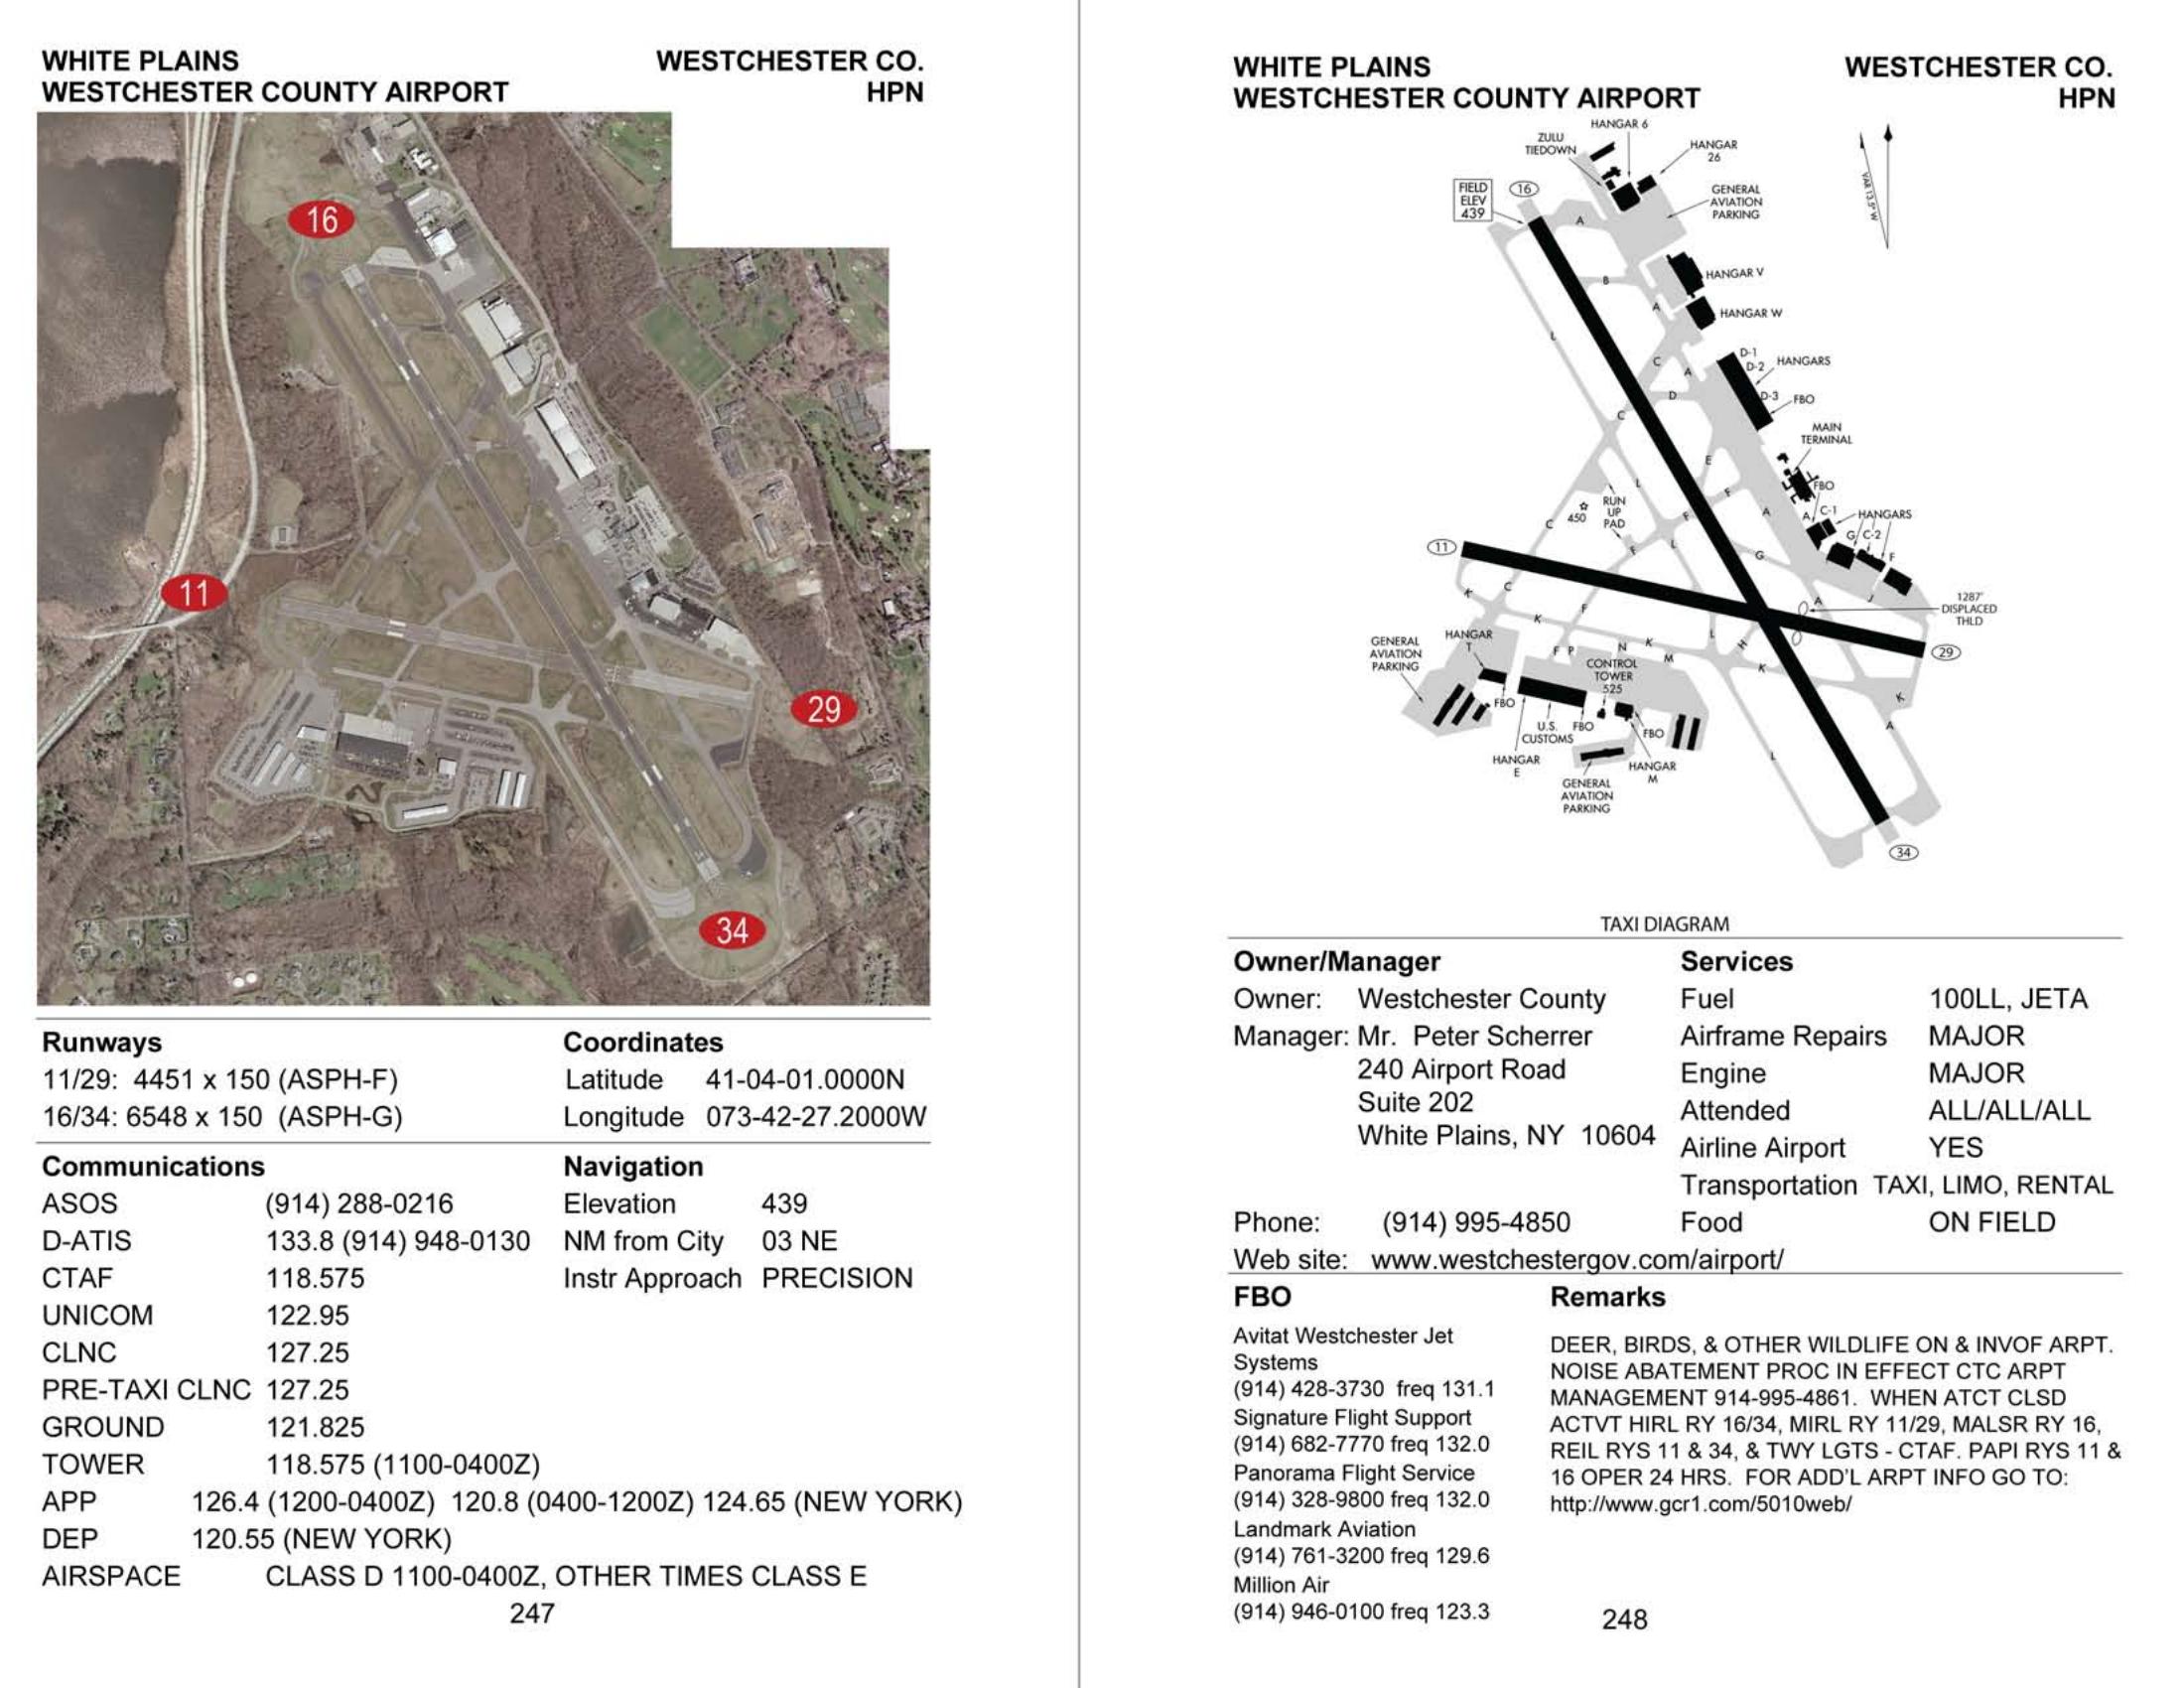 WHITE PLAINS WESTCHESTER CO.
WESTCHESTER COUNTY AIRPORT HPN
16
11
29
34
Runways
11/29: 4451 x 150 (ASPH-F)
16/34: 6548 x 150 (ASPH-G)
Coordinates
Latitude 41-04-01.0000N
Longitude 073-42-27.2000W
Communications
ASOS (914) 288-0216
D-ATIS 133.8 (914) 948-0130
CTAF 118.575
UNICOM 122.95
CLNC 127.25
PRE-TAXI CLNC 127.25
GROUND 121.825
TOWER 118.575 (1100-0400Z)
APP 126.4 (1200-0400Z) 120.8 (0400-1200Z) 124.65 (NEW YORK)
DEP 120.55 (NEW YORK)
AIRSPACE CLASS D 1100-0400Z, OTHER TIMES CLASS E
Navigation
Elevation 439
NM from City 03 NE
Instr Approach PRECISION
247
WHITE PLAINS WESTCHESTER CO.
WESTCHESTER COUNTY AIRPORT HPN
HANGAR 6
ZULU
TIEDOWN
HANGAR
26
FIELD
ELEV
439
16
GENERAL
AVIATION
PARKING
VAR 13.5° W
A
B
HANGAR V
A
HANGAR W
L
C
A
D
D-1
D-2 HANGARS
D-3
FBO
C
MAIN
TERMINAL
E
F
L
FBO
RUN
UP
PAD
450
C
F
A
A
C-1
HANGARS
G
C-2
F
11
F
L
G
K
C
F
K
A
J
1287'
DISPLACED
THLD
29
GENERAL
AVIATION
PARKING
HANGAR
T
F
P
N
K
M
L
H
K
CONTROL
TOWER
525
FBO
U.S.
CUSTOMS
FBO
FBO
HANGAR
E
HANGAR
M
GENERAL
AVIATION
PARKING
K
A
L
34
TAXI DIAGRAM
Owner/Manager
Owner: Westchester County
Manager: Mr. Peter Scherrer
240 Airport Road
Suite 202
White Plains, NY 10604
Phone: (914) 995-4850
Web site: www.westchestergov.com/airport/
Services
Fuel 100LL, JETA
Airframe Repairs MAJOR
Engine MAJOR
Attended ALL/ALL/ALL
Airline Airport YES
Transportation TAXI, LIMO, RENTAL
Food ON FIELD
FBO
Avitat Westchester Jet
Systems
(914) 428-3730 freq 131.1
Signature Flight Support
(914) 682-7770 freq 132.0
Panorama Flight Service
(914) 328-9800 freq 132.0
Landmark Aviation
(914) 761-3200 freq 129.6
Million Air
(914) 946-0100 freq 123.3
Remarks
DEER, BIRDS, & OTHER WILDLIFE ON & INVOF ARPT.
NOISE ABATEMENT PROC IN EFFECT CTC ARPT
MANAGEMENT 914-995-4861. WHEN ATCT CLSD
ACTVT HIRL RY 16/34, MIRL RY 11/29, MALSR RY 16,
REIL RYS 11 & 34, & TWY LGTS - CTAF. PAPI RYS 11 &
16 OPER 24 HRS. FOR ADD'L ARPT INFO GO TO:
http://www.gcr1.com/5010web/
248